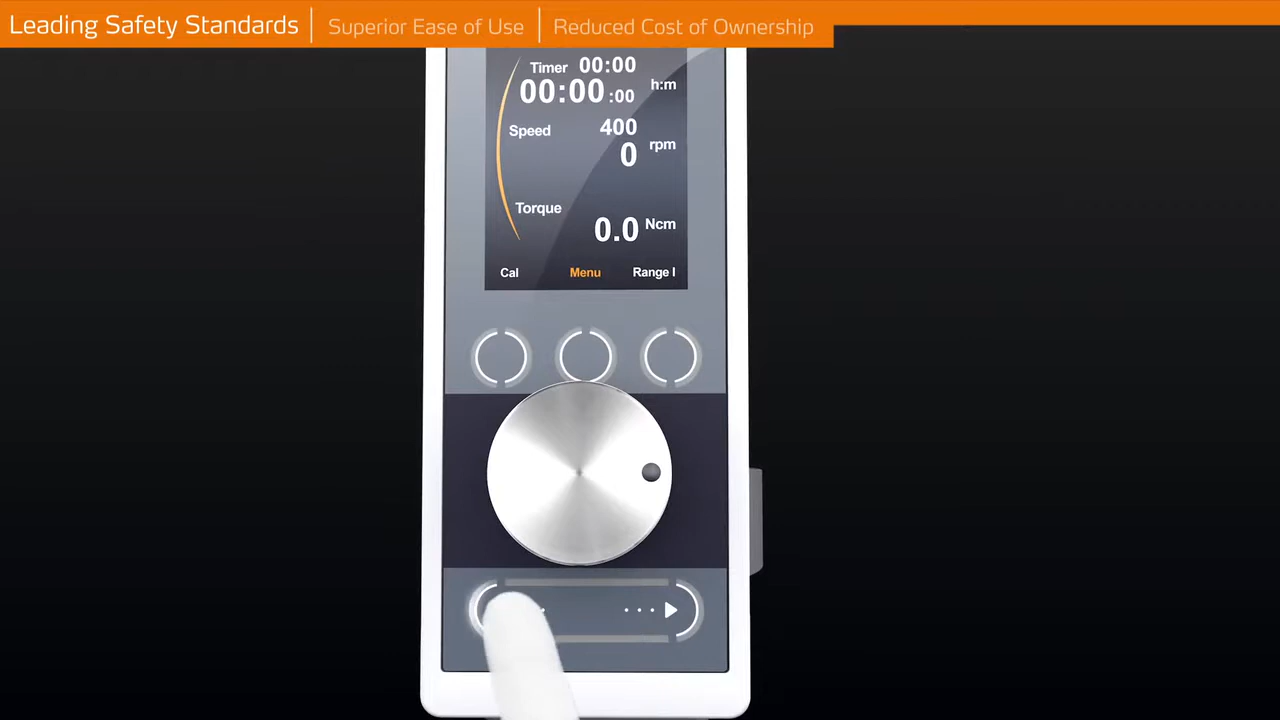 Leading Safety Standards | Superior Ease of Use | Reduced Cost of Ownership
Timer 00:00
00:00:00 h:m
Speed 400
0 rpm
Torque
0.0 Ncm
Cal Menu Range I